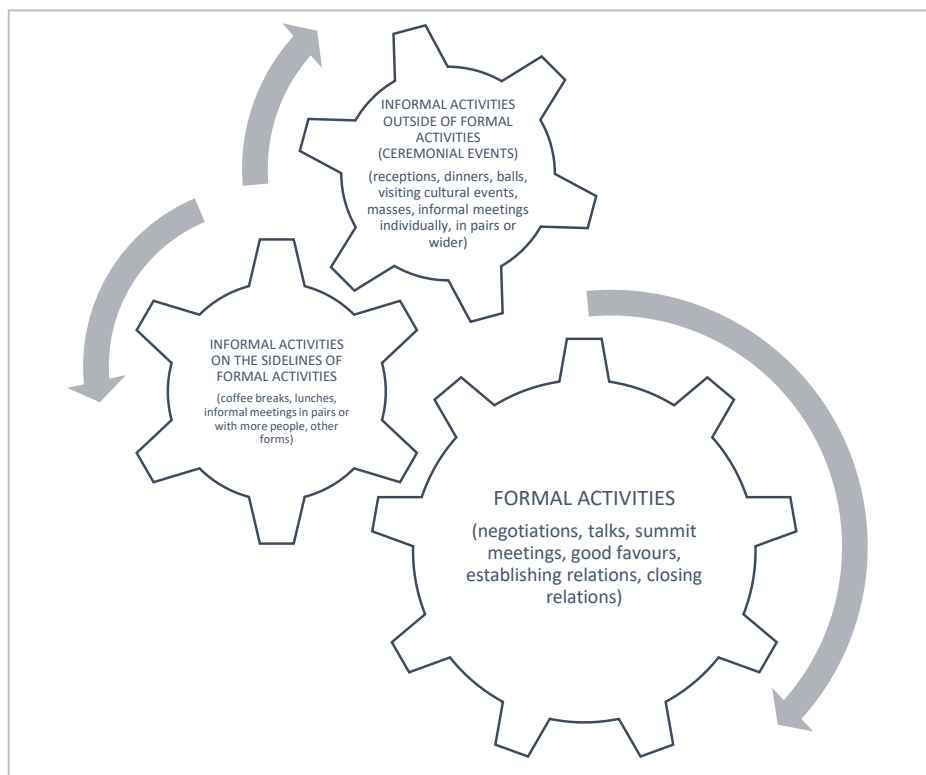 INFORMAL ACTIVITIES
OUTSIDE OF FORMAL
ACTIVITIES
(CEREMONIAL EVENTS)
(receptions, dinners, balls,
visiting cultural events,
masses, informal meetings
individually, in pairs or
wider)
INFORMAL ACTIVITIES
ON THE SIDELINES OF
FORMAL ACTIVITIES
(coffee breaks, lunches,
informal meetings in pairs or
with more people, other
forms)
FORMAL ACTIVITIES
(negotiations, talks, summit
meetings, good favours,
establishing relations, closing
relations)